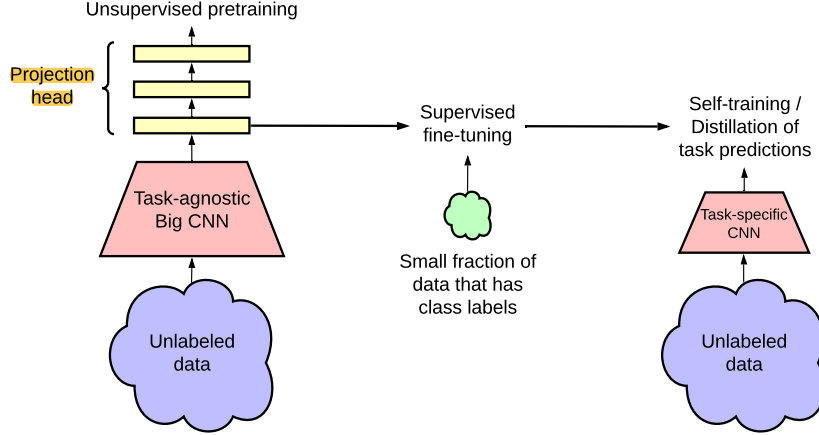 Unsupervised pretraining
Projection
head
Task-agnostic
Big CNN
Unlabeled
data
Supervised
fine-tuning
Small fraction of
data that has
class labels
Self-training /
Distillation of
task predictions
Task-specific
CNN
Unlabeled
data